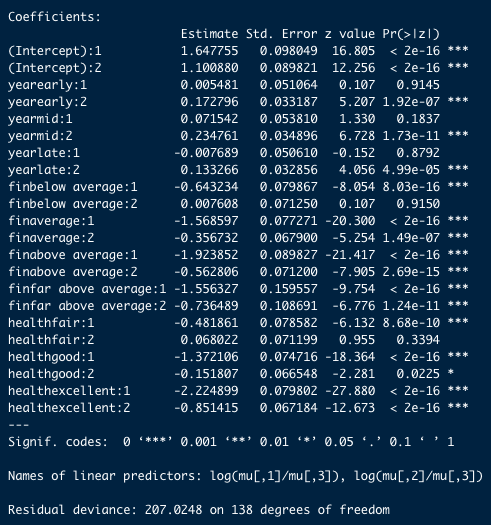 Coefficients:
                        Estimate Std. Error z value Pr(>|z|)
(Intercept):1           1.647755   0.098049  16.805  < 2e-16 ***
(Intercept):2           1.100880   0.089821  12.256  < 2e-16 ***
yearearly:1             0.005481   0.051064   0.107   0.9145
yearearly:2             0.172796   0.033187   5.207 1.92e-07 ***
yearmid:1               0.071542   0.053810   1.330   0.1837
yearmid:2               0.234761   0.034896   6.728 1.73e-11 ***
yearlate:1             -0.007689   0.050610  -0.152   0.8792
yearlate:2              0.133266   0.032856   4.056 4.99e-05 ***
finbelow average:1     -0.643234   0.079867  -8.054 8.03e-16 ***
finbelow average:2      0.007608   0.071250   0.107   0.9150
finaverage:1           -1.568597   0.077271 -20.300  < 2e-16 ***
finaverage:2           -0.356732   0.067900  -5.254 1.49e-07 ***
finabove average:1     -1.923852   0.089827 -21.417  < 2e-16 ***
finabove average:2     -0.562806   0.071200  -7.905 2.69e-15 ***
finfar above average:1 -1.556327   0.159557  -9.754  < 2e-16 ***
finfar above average:2 -0.736489   0.108691  -6.776 1.24e-11 ***
healthfair:1           -0.481861   0.078582  -6.132 8.68e-10 ***
healthfair:2            0.068022   0.071199   0.955   0.3394
healthgood:1           -1.372106   0.074716 -18.364  < 2e-16 ***
healthgood:2           -0.151807   0.066548  -2.281   0.0225 *
healthexcellent:1      -2.224899   0.079802 -27.880  < 2e-16 ***
healthexcellent:2      -0.851415   0.067184 -12.673  < 2e-16 ***
---
Signif. codes:  0 ‘***’ 0.001 ‘**’ 0.01 ‘*’ 0.05 ‘.’ 0.1 ‘ ’ 1
Names of linear predictors: log(mu[,1]/mu[,3]), log(mu[,2]/mu[,3])
Residual deviance: 207.0248 on 138 degrees of freedom